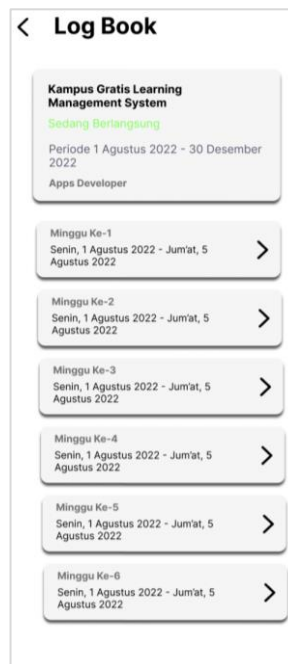 Log Book
Kampus Gratis Learning
Management System
Sedang Berlangsung
Periode 1 Agustus 2022 - 30 Desember
2022
Apps Developer
Minggu Ke-1
Senin, 1 Agustus 2022 - Jum'at, 5
Agustus 2022
Minggu Ke-2
Senin, 1 Agustus 2022 - Jum'at, 5
Agustus 2022
Minggu Ke-3
Senin, 1 Agustus 2022 - Jum'at, 5
Agustus 2022
Minggu Ke-4
Senin, 1 Agustus 2022 - Jum'at, 5
Agustus 2022
Minggu Ke-5
Senin, 1 Agustus 2022 - Jum'at, 5
Agustus 2022
Minggu Ke-6
Senin, 1 Agustus 2022 - Jum'at, 5
Agustus 2022